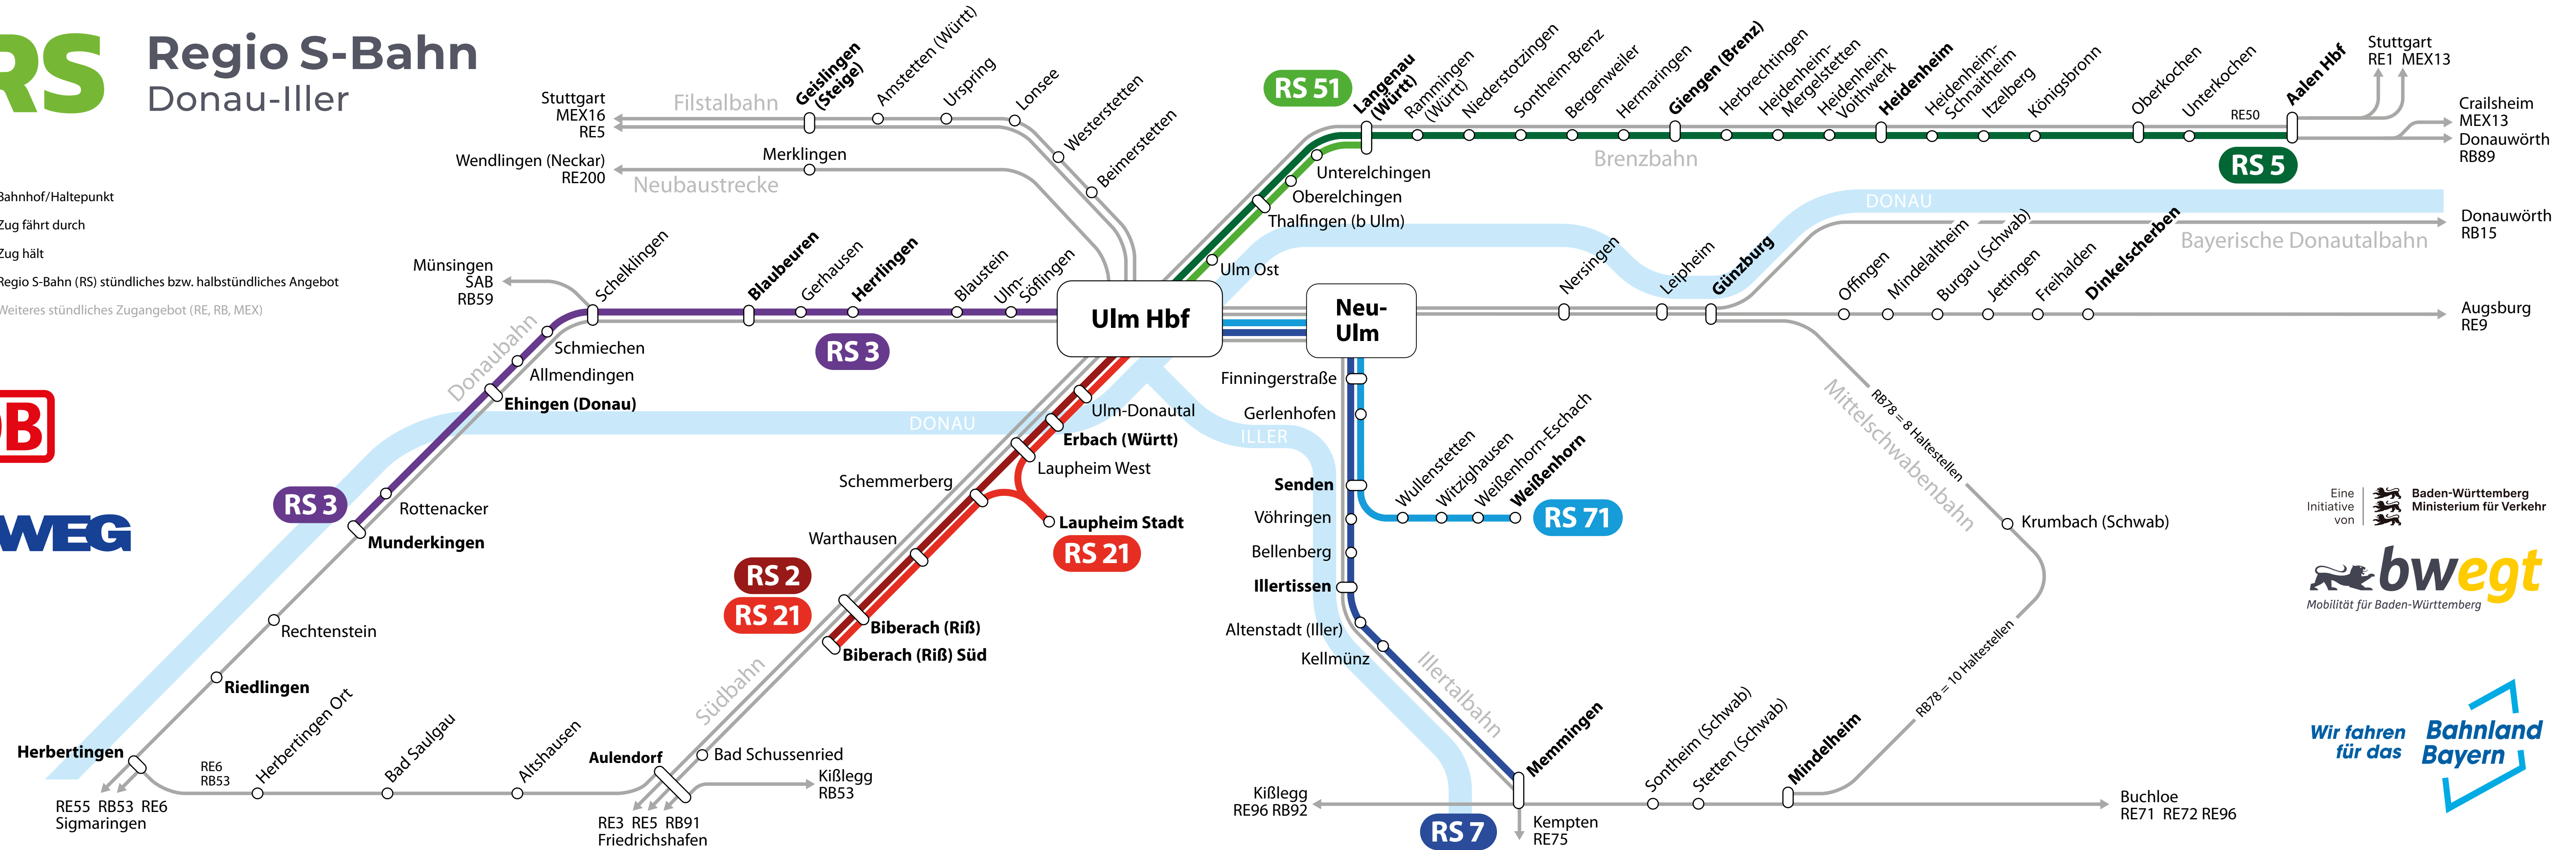 RS
Regio S-Bahn
Donau-Iller
Bahnhof/Haltepunkt
Zug fährt durch
Zug hält
Regio S-Bahn (RS) stündliches bzw. halbstündliches Angebot
Weiteres stündliches Zugangebot (RE, RB, MEX)
DB
WEG
Stuttgart
MEX16
RE5
Filstalbahn
Geislingen
(Steige)
Amstetten (Württ)
Urspring
Lonsee
Westerstetten
Beimerstetten
Wendlingen (Neckar)
RE200
Merklingen
Neubaustrecke
Münsingen
SAB
RB59
Schelklingen
Blaubeuren
Gerhausen
Herrlingen
Blaustein
Ulm-
Söflingen
RS 3
Donaubahn
Schmiechen
Allmendingen
Ehingen (Donau)
RS 3
Rottenacker
Munderkingen
Rechtenstein
Riedlingen
Herbertingen
RE55 RB53 RE6
Sigmaringen
RE6
RB53
Herbertingen Ort
Bad Saulgau
Altshausen
Aulendorf
Bad Schussenried
Kißlegg
RB53
RE3 RE5 RB91
Friedrichshafen
Südbahn
DONAU
Ulm Hbf
Neu-
Ulm
Ulm-Donautal
Erbach (Württ)
Laupheim West
Schemmerberg
Laupheim Stadt
RS 21
Warthausen
RS 2
RS 21
Biberach (Riß)
Biberach (Riß) Süd
ILLER
RS 51
Langenau
(Württ)
Rammingen
(Württ)
Niederstotzingen
Sontheim-Brenz
Bergenweiler
Hermaringen
Giengen (Brenz)
Herbrechtingen
Heidenheim-
Mergelstetten
Heidenheim
Voithwerk
Heidenheim
Heidenheim-
Schnaitheim
Itzelberg
Königsbronn
Oberkochen
Unterkochen
RE50
Aalen Hbf
Stuttgart
RE1 MEX13
Crailsheim
MEX13
Donauwörth
RB89
Brenzbahn
RS 5
Unterelchingen
Oberelchingen
Thalfingen (b Ulm)
Ulm Ost
DONAU
Donauwörth
RB15
Bayerische Donautalbahn
Nersingen
Leipheim
Günzburg
Offingen
Mindelaltheim
Burgau (Schwab)
Jettingen
Freihalden
Dinkelscherben
Augsburg
RE9
Finningerstraße
Gerlenhofen
Senden
Wullenstetten
Witzighausen
Weißenhorn-Eschach
Weißenhorn
RS 71
Vöhringen
Bellenberg
Illertissen
Altenstadt (Iller)
Kellmünz
Illertalbahn
Memmingen
RS 7
Kißlegg
RE96 RB92
Kempten
RE75
Sontheim (Schwab)
Stetten (Schwab)
Mindelheim
Buchloe
RE71 RE72 RE96
RB78 = 8 Haltestellen
Mittelschwabenbahn
Krumbach (Schwab)
RB78 = 10 Haltestellen
Eine
Initiative
von
Baden-Württemberg
Ministerium für Verkehr
bwegt
Mobilität für Baden-Württemberg
Wir fahren
für das
Bahnland
Bayern